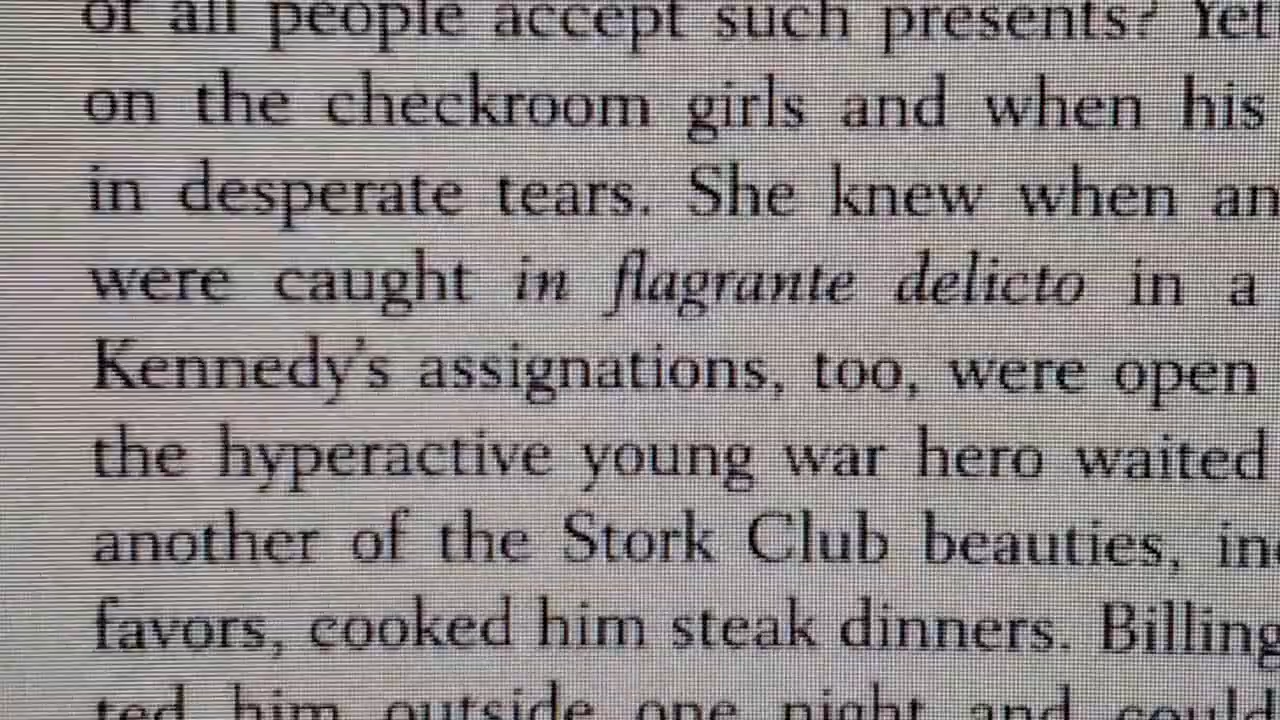 of all people accept such presents? Yet
on the checkroom girls and when his
in desperate tears. She knew when an
were caught in flagrante delicto in a
Kennedy's assignations, too, were open
the hyperactive young war hero waited
another of the Stork Club beauties, in
favors, cooked him steak dinners. Billing
ted him outside one night and could